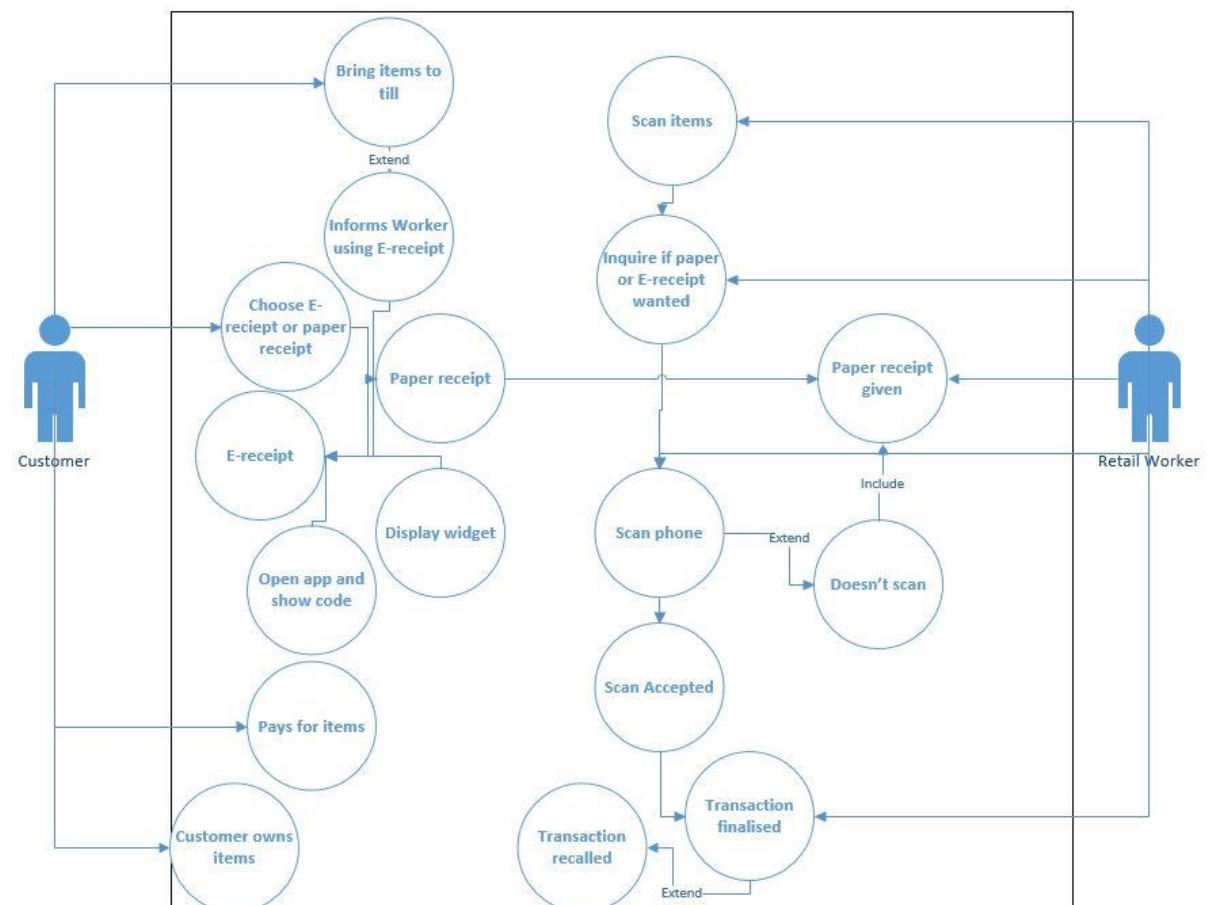 Bring items to
till
Scan items
Extend
Informs Worker
using E-receipt
Inquire if paper
or E-receipt
wanted
Choose E-
reciept or paper
receipt
Paper receipt
Paper receipt
given
E-receipt
Customer
Retail Worker
Include
Display widget
Scan phone
Extend
Doesn't scan
Open app and
show code
Scan Accepted
Pays for items
Transaction
finalised
Customer owns
items
Transaction
recalled
Extend